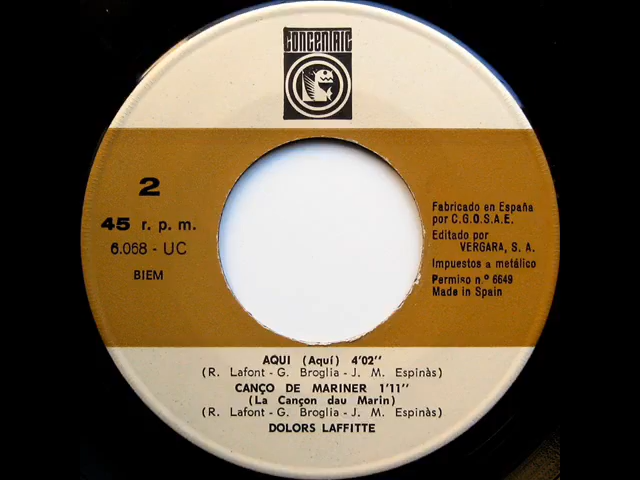 CONCENTRIC
2
45 r. p. m.
6.068 - UC
BIEM
Fabricado en España
por C.G.O.S.A.E.
Editado por
VERGARA, S. A.
Impuestos a metálico
Permiso n.º 6649
Made in Spain
AQUI (Aquí) 4'02''
(R. Lafont - G. Broglia - J. M. Espinàs)
CANÇO DE MARINER 1'11''
(La Cançon dau Marin)
(R. Lafont - G. Broglia - J. M. Espinàs)
DOLORS LAFFITTE